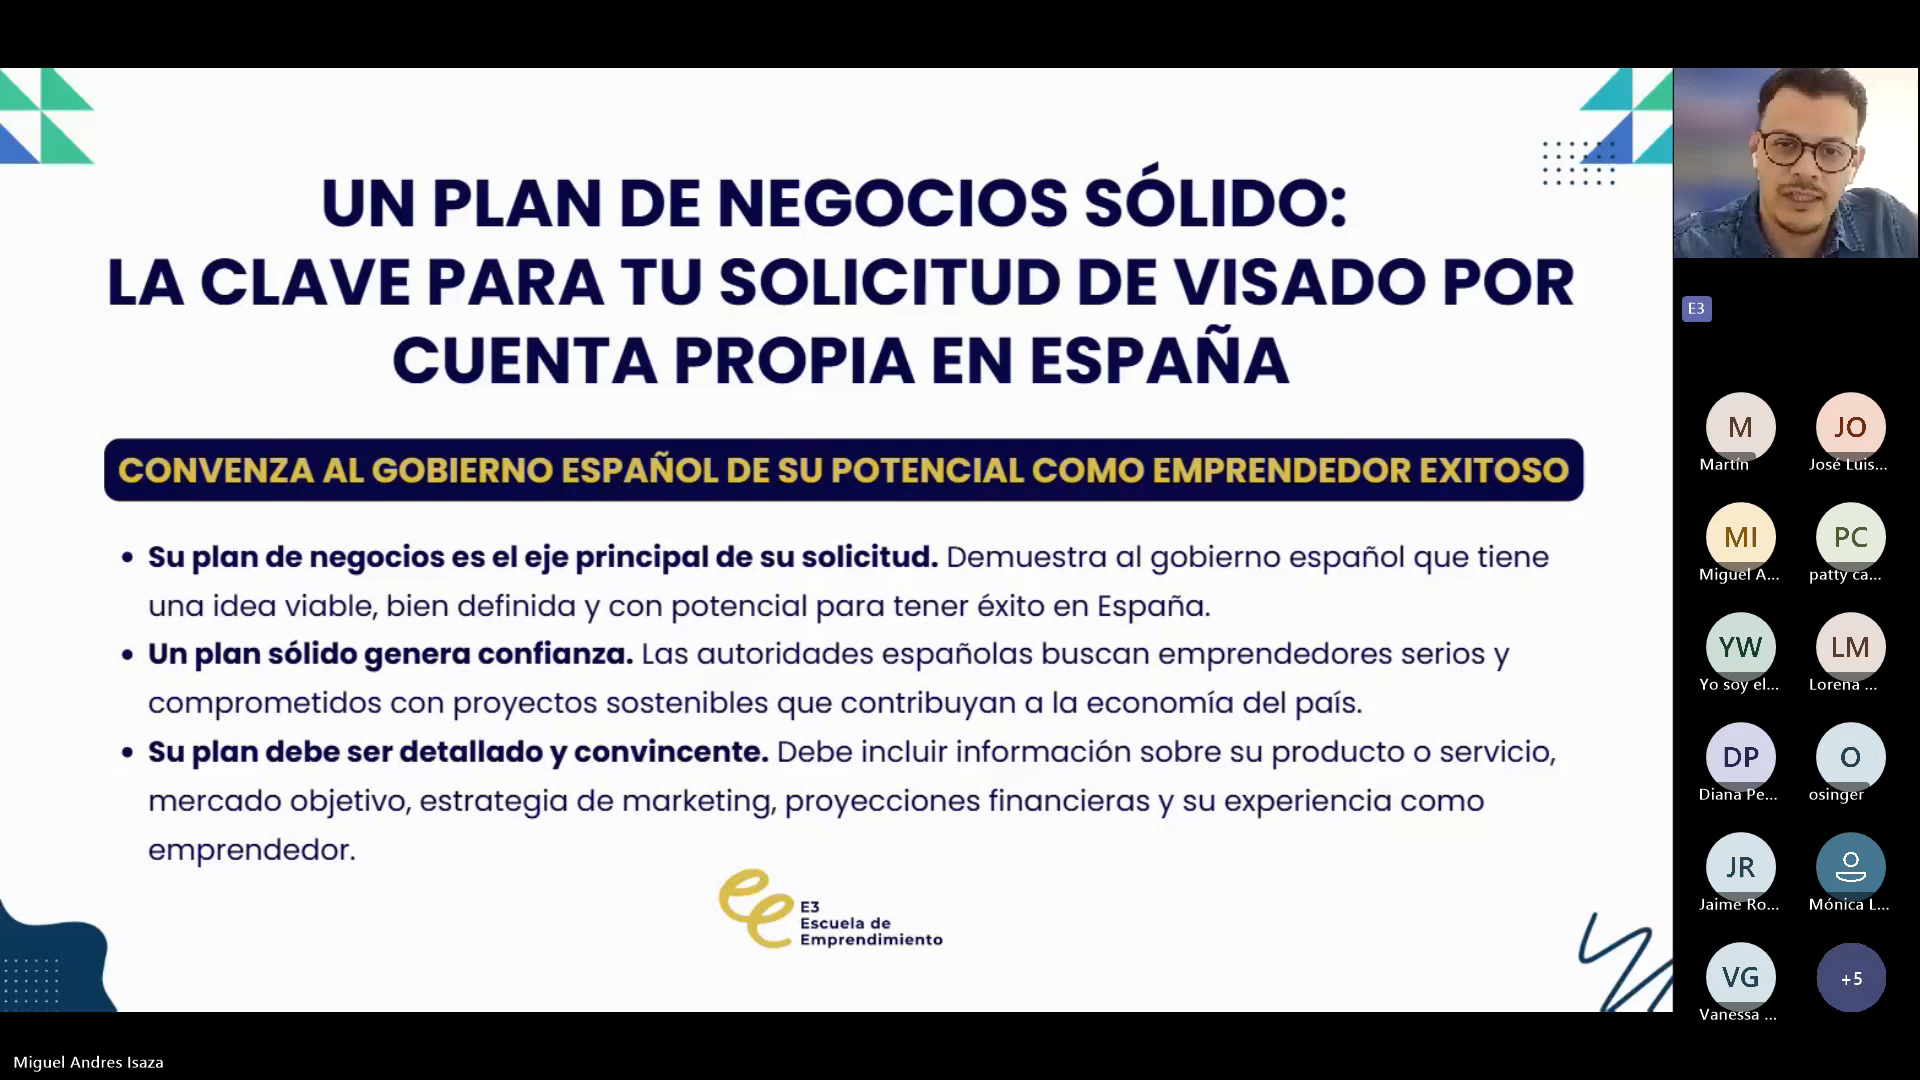 UN PLAN DE NEGOCIOS SÓLIDO:
LA CLAVE PARA TU SOLICITUD DE VISADO POR
CUENTA PROPIA EN ESPAÑA
CONVENZA AL GOBIERNO ESPAÑOL DE SU POTENCIAL COMO EMPRENDEDOR EXITOSO
• Su plan de negocios es el eje principal de su solicitud. Demuestra al gobierno español que tiene
una idea viable, bien definida y con potencial para tener éxito en España.
• Un plan sólido genera confianza. Las autoridades españolas buscan emprendedores serios y
comprometidos con proyectos sostenibles que contribuyan a la economía del país.
• Su plan debe ser detallado y convincente. Debe incluir información sobre su producto o servicio,
mercado objetivo, estrategia de marketing, proyecciones financieras y su experiencia como
emprendedor.
E3
Escuela de
Emprendimiento
E3
M
Martín
JO
José Luis...
MI
Miguel A...
PC
patty ca...
YW
Yo soy el...
LM
Lorena ...
DP
Diana Pe...
O
osinger
JR
Jaime Ro...
Mónica L...
VG
Vanessa ...
+5
Miguel Andres Isaza